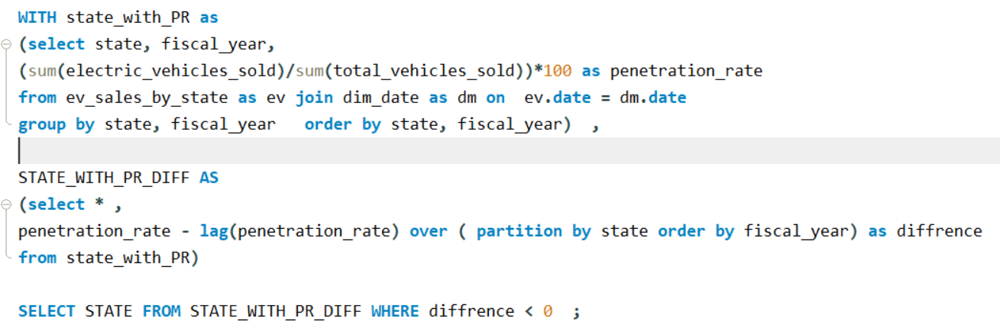 WITH state_with_PR as
(select state, fiscal_year,
(sum(electric_vehicles_sold)/sum(total_vehicles_sold))*100 as penetration_rate
from ev_sales_by_state as ev join dim_date as dm on  ev.date = dm.date
group by state, fiscal_year   order by state, fiscal_year)  ,
STATE_WITH_PR_DIFF AS
(select * ,
penetration_rate - lag(penetration_rate) over ( partition by state order by fiscal_year) as diffrence
from state_with_PR)
SELECT STATE FROM STATE_WITH_PR_DIFF WHERE diffrence < 0  ;